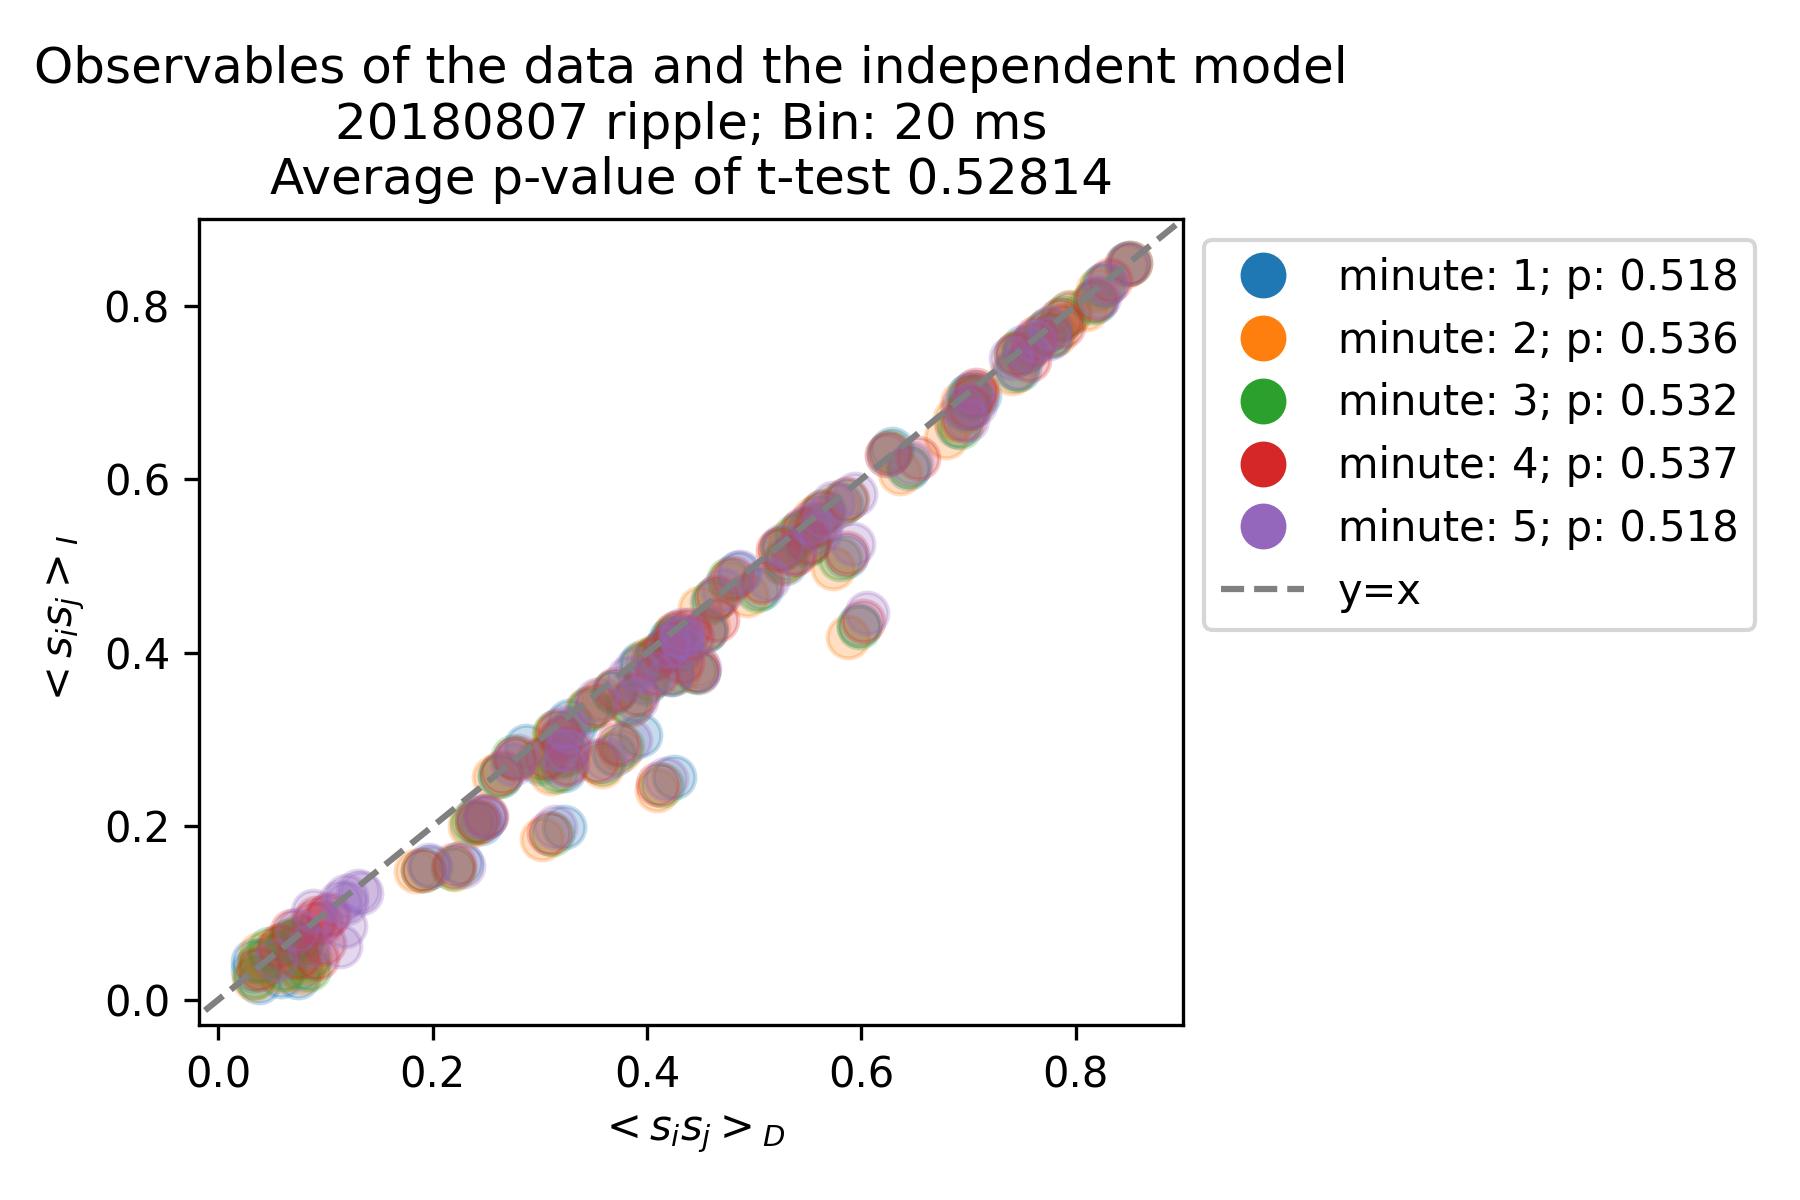 Observables of the data and the independent model
20180807 ripple; Bin: 20 ms
Average p-value of t-test 0.52814
0.8
0.6
0.4
0.2
0.0
<s_i s_j>_I
0.0 0.2 0.4 0.6 0.8
<s_i s_j>_D
minute: 1; p: 0.518
minute: 2; p: 0.536
minute: 3; p: 0.532
minute: 4; p: 0.537
minute: 5; p: 0.518
y=x